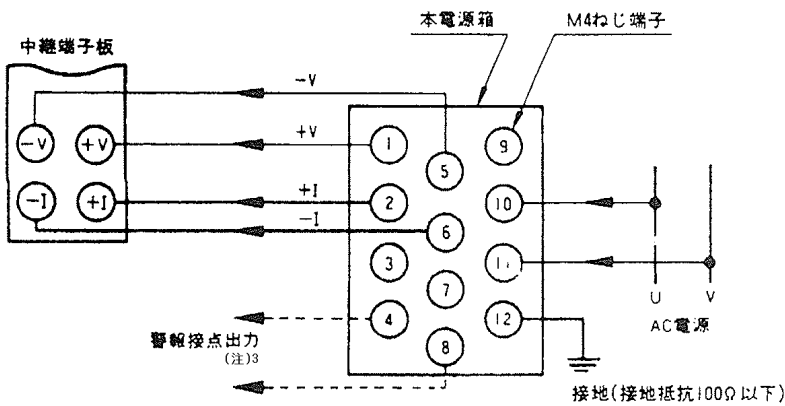 本電源箱
M4ねじ端子
中継端子板
-V
+V
+I
-I
-V
+V
-I
+I
1
2
3
4
5
6
7
8
9
10
11
12
U
V
AC電源
警報接点出力
(注)3
接地(接地抵抗100Ω以下)